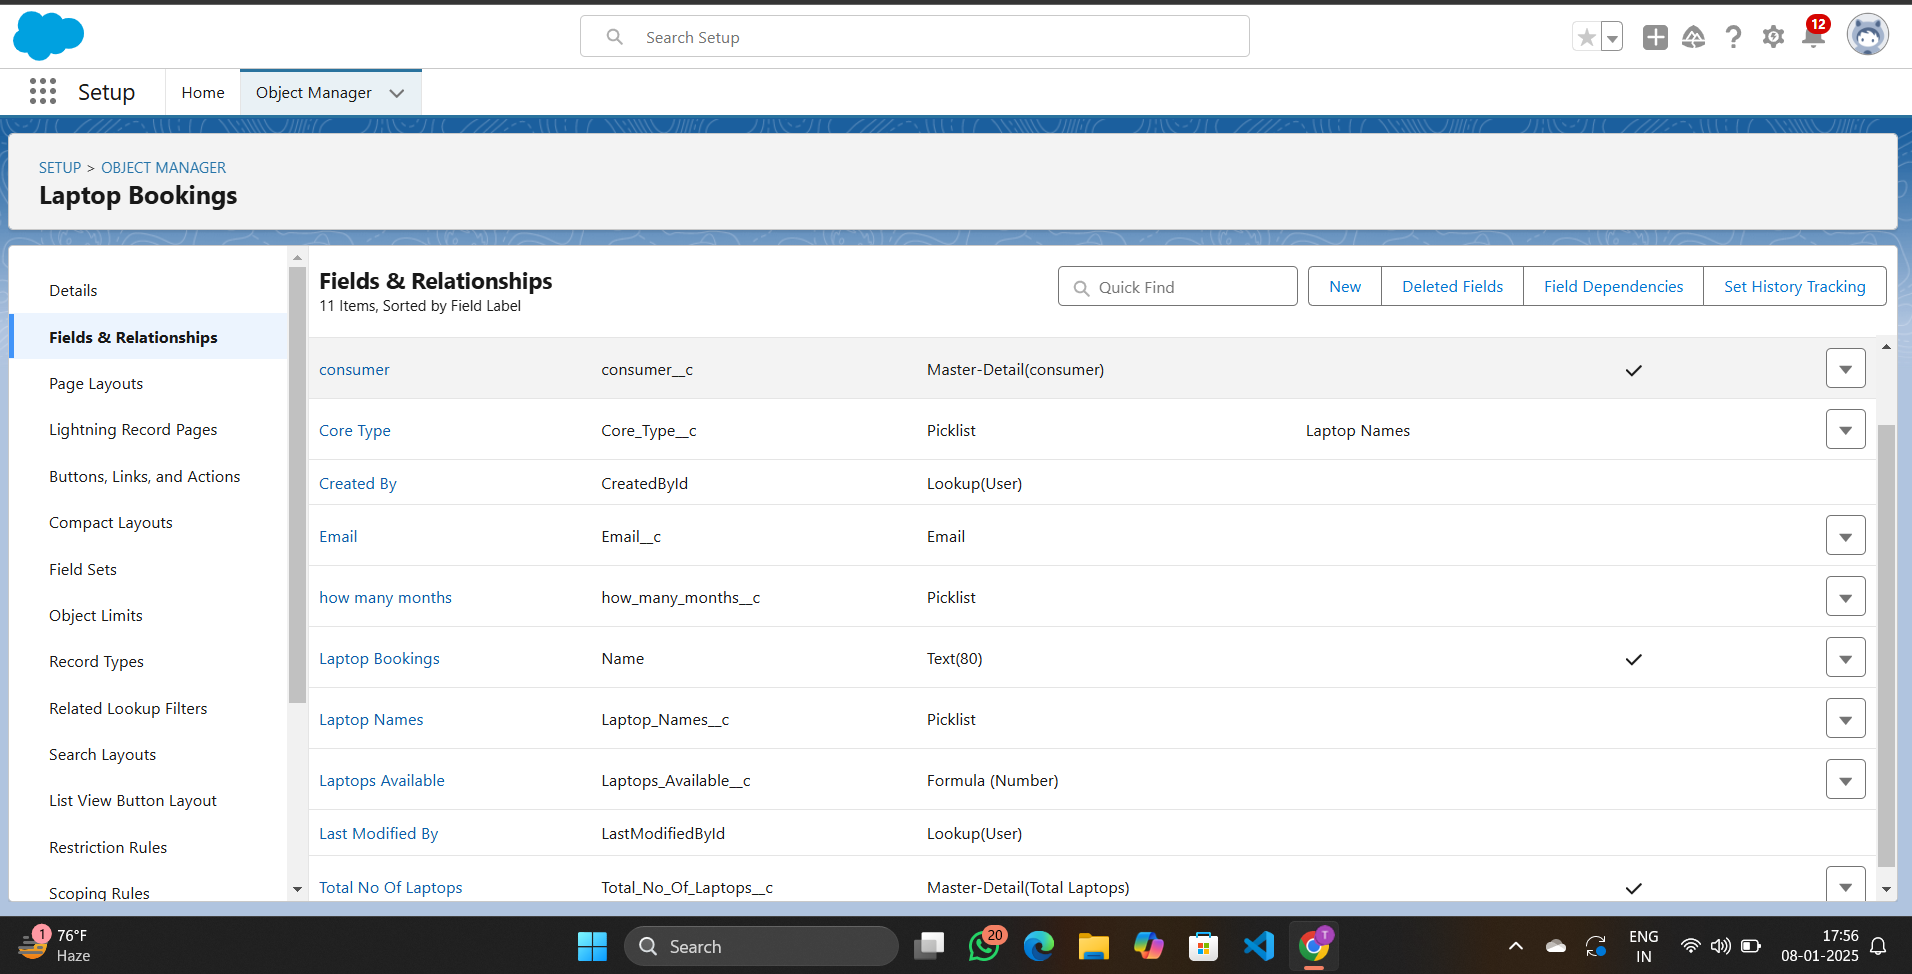 Search Setup
12
Setup
Home
Object Manager
SETUP > OBJECT MANAGER
Laptop Bookings
Details
Fields & Relationships
Page Layouts
Lightning Record Pages
Buttons, Links, and Actions
Compact Layouts
Field Sets
Object Limits
Record Types
Related Lookup Filters
Search Layouts
List View Button Layout
Restriction Rules
Scoping Rules
Fields & Relationships
11 Items, Sorted by Field Label
Quick Find
New
Deleted Fields
Field Dependencies
Set History Tracking
consumer consumer__c Master-Detail(consumer)
Core Type Core_Type__c Picklist Laptop Names
Created By CreatedById Lookup(User)
Email Email__c Email
how many months how_many_months__c Picklist
Laptop Bookings Name Text(80)
Laptop Names Laptop_Names__c Picklist
Laptops Available Laptops_Available__c Formula (Number)
Last Modified By LastModifiedById Lookup(User)
Total No Of Laptops Total_No_Of_Laptops__c Master-Detail(Total Laptops)
1
76°F
Haze
Search
20
T
ENG
IN
17:56
08-01-2025